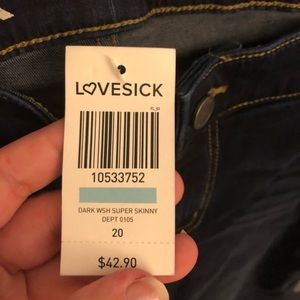 LOVESICK
10533752
DARK WSH SUPER SKINNY
DEPT 0105
20
$42.90